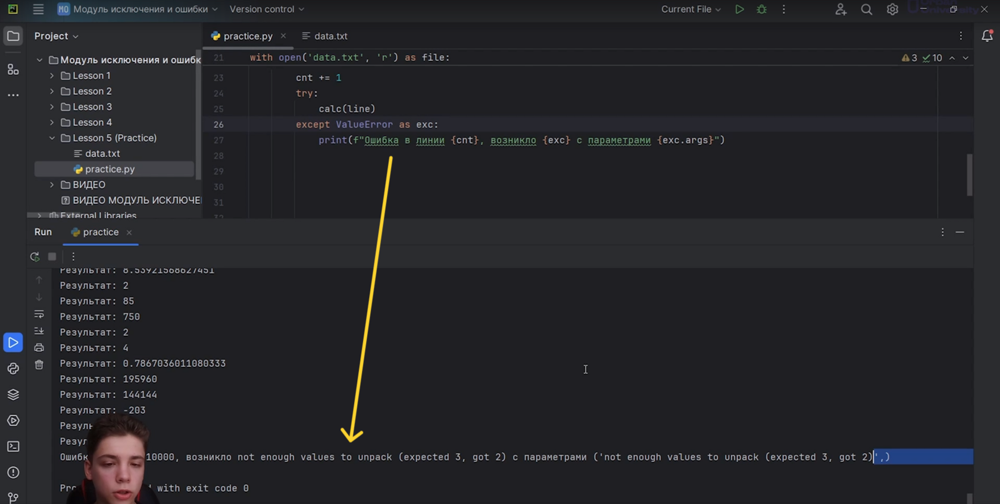 PC
MO Модуль исключения и ошибки Version control Current File
Project
practice.py data.txt
Модуль исключения и ошибк
Lesson 1
Lesson 2
Lesson 3
Lesson 4
Lesson 5 (Practice)
data.txt
practice.py
ВИДЕО
ВИДЕО МОДУЛЬ ИСКЛЮЧЕ
External Libraries
21 with open('data.txt', 'r') as file:
3 10
23 cnt += 1
24 try:
25 calc(line)
26 except ValueError as exc:
27 print(f"Ошибка в линии {cnt}, возникло {exc} с параметрами {exc.args}")
28
29
30
31
32
Run practice
Результат: 8.53921568627451
Результат: 2
Результат: 85
Результат: 750
Результат: 2
Результат: 4
Результат: 0.7867036011080333
Результат: 195960
Результат: 144144
Результат: -203
Резул
Резул
Ошибк 10000, возникло not enough values to unpack (expected 3, got 2) с параметрами ('not enough values to unpack (expected 3, got 2)',)
with exit code 0